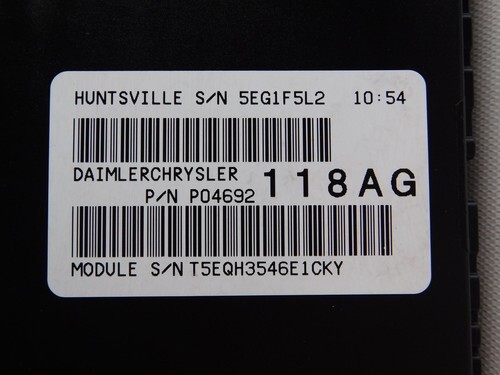 HUNTSVILLE S/N 5EG1F5L2 10:54
DAIMLERCHRYSLER
P/N P04692 118AG
MODULE S/N T5EQH3546E1CKY